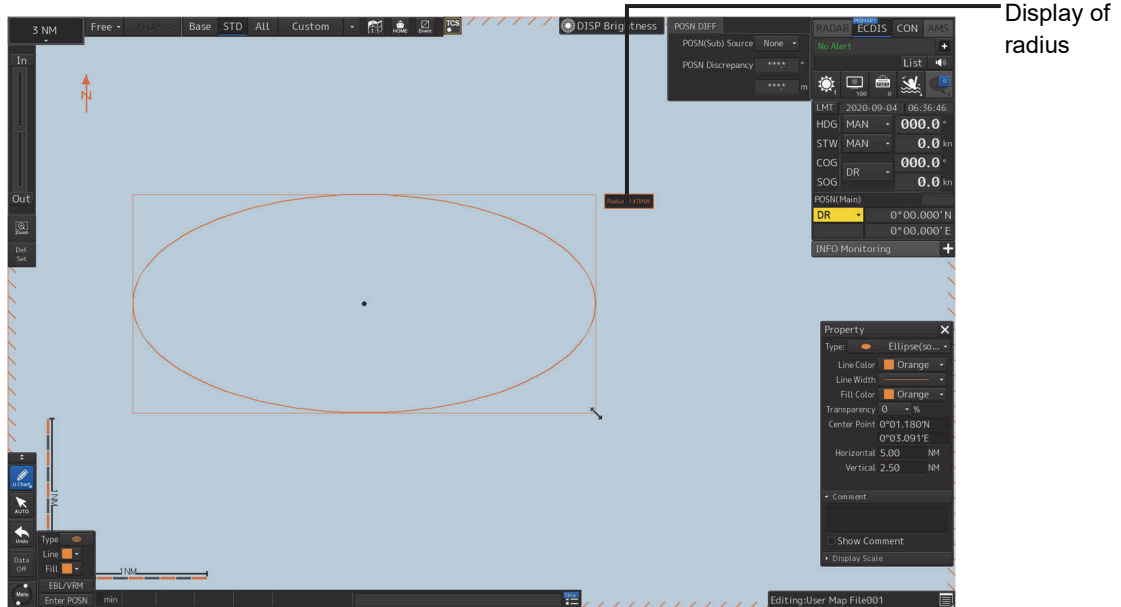 Display of
radius
3 NM
Free
Base STD All Custom
1:1
HOME
Event
TCS
DISP Brightness
POSN DIFF
POSN(Sub) Source None
POSN Discrepancy **** °
**** m
RADAR
PRIMARY
ECDIS CON AMS
No Alert
List
1
100
0
LMT 2020-09-04 06:36:46
HDG MAN 000.0 °
STW MAN 0.0 kn
COG 000.0 °
DR
SOG 0.0 kn
POSN(Main)
DR 0°00.000'N
0°00.000'E
INFO Monitoring
In
Out
Zoom
Def.
Set
N
Property
Type: Ellipse(so...
Line Color Orange
Line Width
Fill Color Orange
Transparency 0 %
Center Point 0°01.180'N
0°03.091'E
Horizontal 5.00 NM
Vertical 2.50 NM
Comment
Show Comment
Display Scale
U.Chart
AUTO
Undo
Data
Off
Menu
Type
Line
Fill
EBL/VRM
Enter POSN min
1NM
1NM
New
Editing:User Map File001